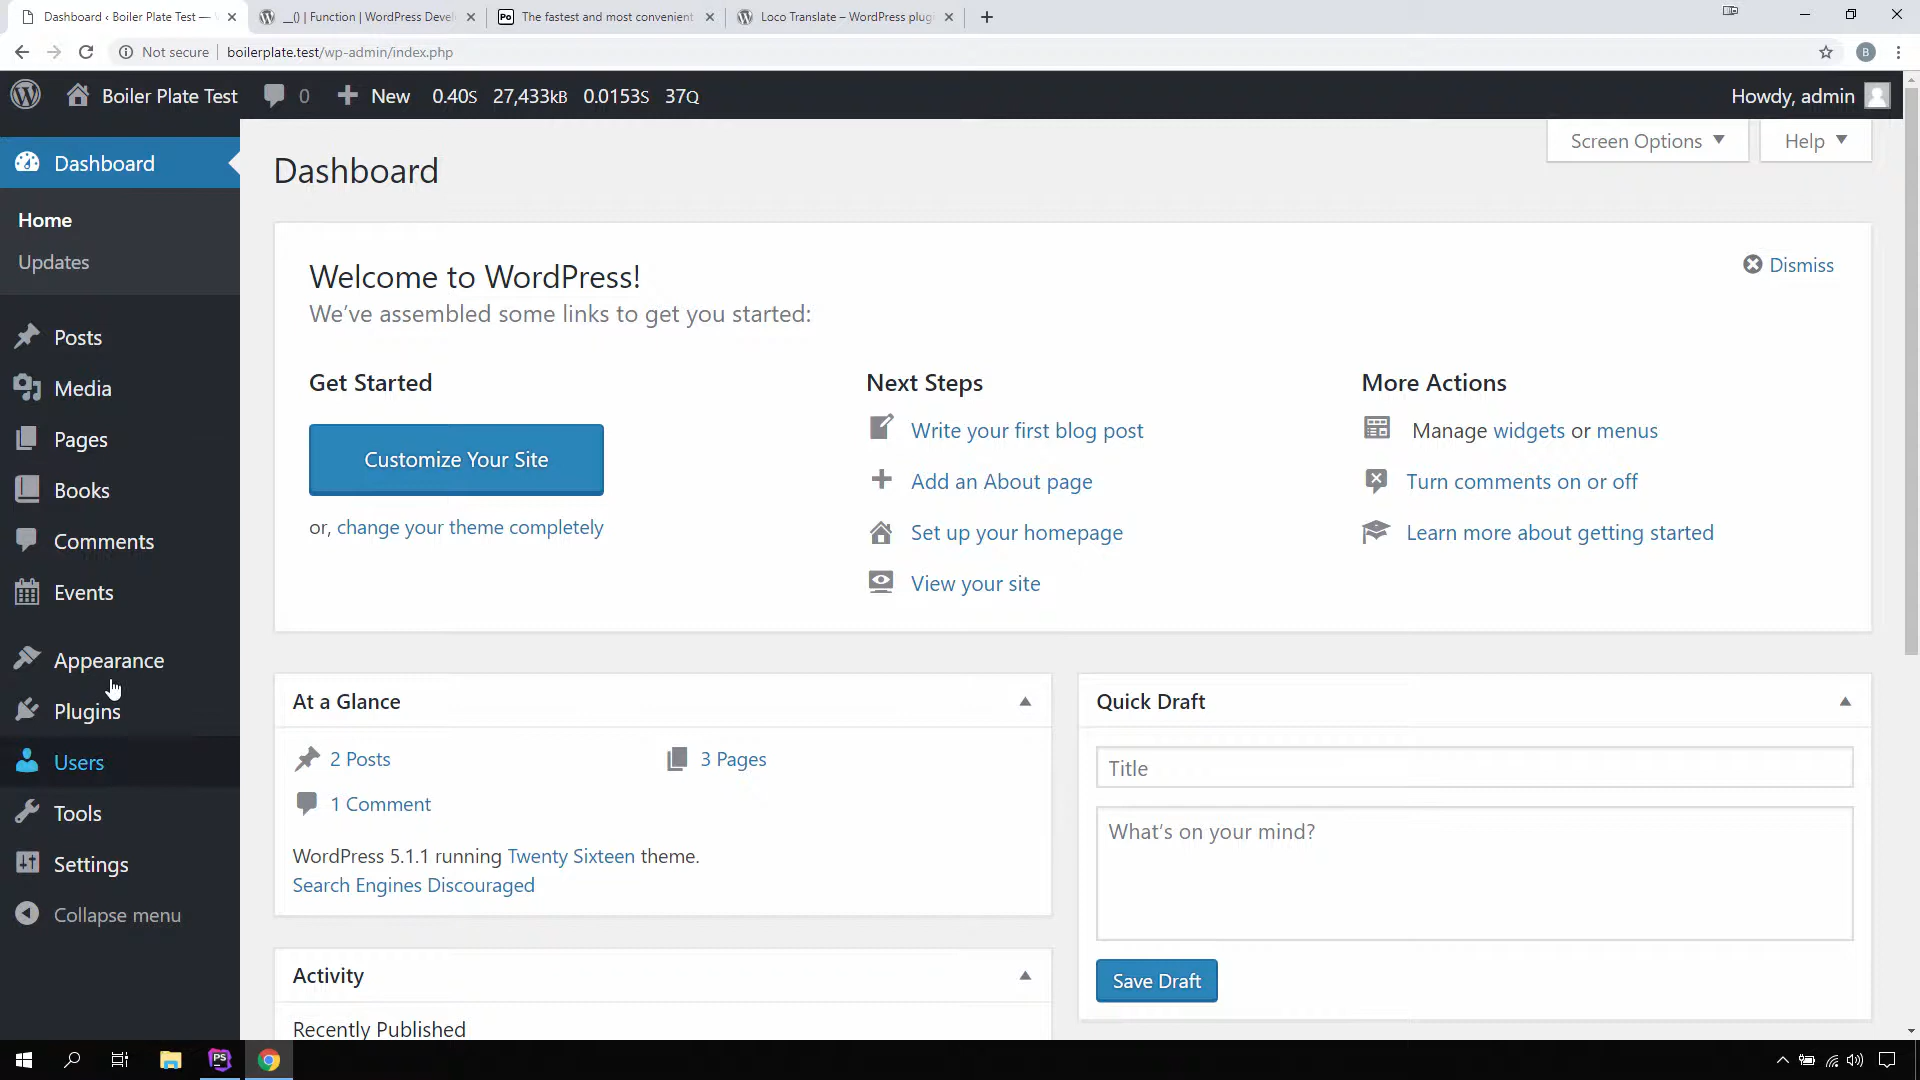 Dashboard ‹ Boiler Plate Test —
__() | Function | WordPress Devel
Po
The fastest and most convenient
Loco Translate – WordPress plug
Not secure
boilerplate.test/wp-admin/index.php
B
Boiler Plate Test
0
New
0.40S
27,433KB
0.0153S
37Q
Howdy, admin
Dashboard
Home
Updates
Posts
Media
Pages
Books
Comments
Events
Appearance
Plugins
Users
Tools
Settings
Collapse menu
Screen Options
Help
Dashboard
Welcome to WordPress!
We’ve assembled some links to get you started:
Dismiss
Get Started
Customize Your Site
or, change your theme completely
Next Steps
Write your first blog post
Add an About page
Set up your homepage
View your site
More Actions
Manage widgets or menus
Turn comments on or off
Learn more about getting started
At a Glance
2 Posts
3 Pages
1 Comment
WordPress 5.1.1 running Twenty Sixteen theme.
Search Engines Discouraged
Activity
Recently Published
Quick Draft
Title
What’s on your mind?
Save Draft
PS